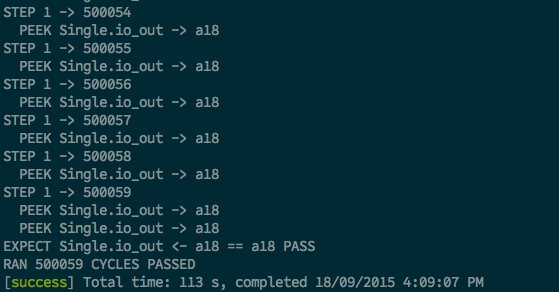 STEP 1 -> 500054
PEEK Single.io_out -> a18
STEP 1 -> 500055
PEEK Single.io_out -> a18
STEP 1 -> 500056
PEEK Single.io_out -> a18
STEP 1 -> 500057
PEEK Single.io_out -> a18
STEP 1 -> 500058
PEEK Single.io_out -> a18
STEP 1 -> 500059
PEEK Single.io_out -> a18
PEEK Single.io_out -> a18
EXPECT Single.io_out <- a18 == a18 PASS
RAN 500059 CYCLES PASSED
[success] Total time: 113 s, completed 18/09/2015 4:09:07 PM